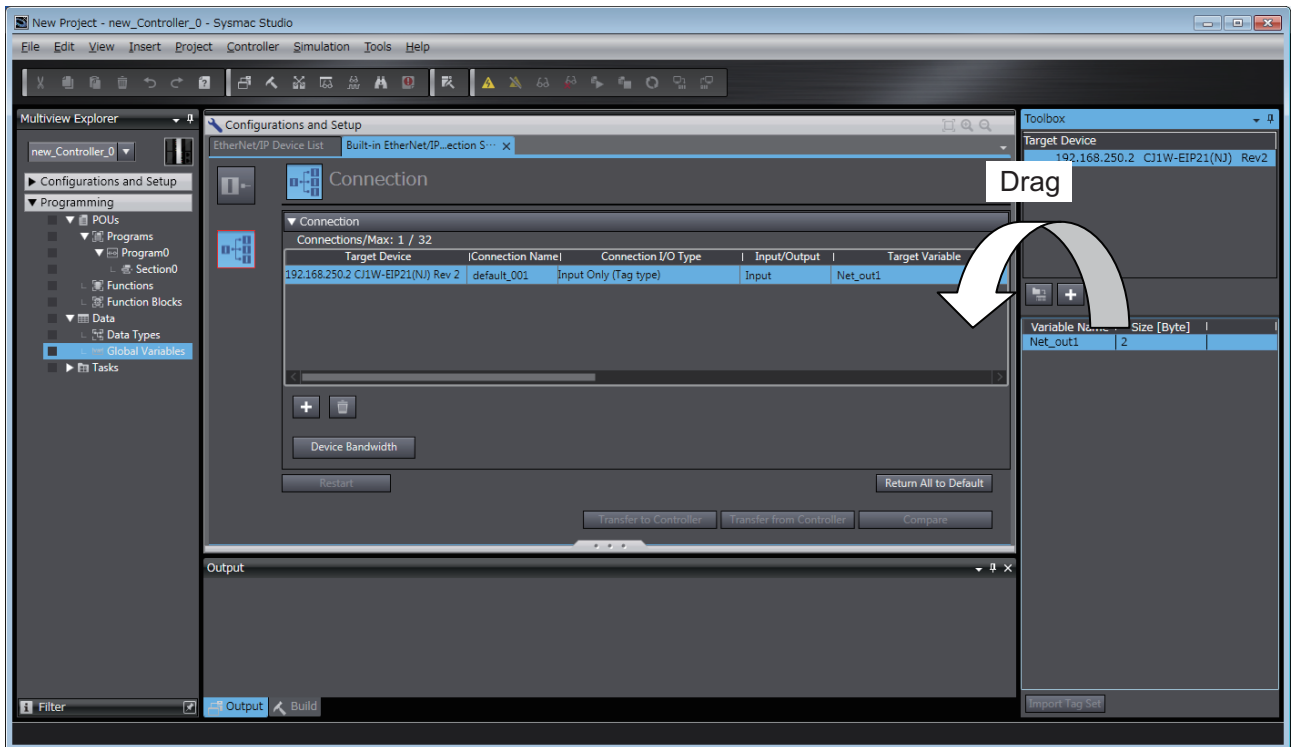 New Project - new_Controller_0 - Sysmac Studio
File Edit View Insert Project Controller Simulation Tools Help
Multiview Explorer
new_Controller_0
Configurations and Setup
Programming
POUs
Programs
Program0
Section0
Functions
Function Blocks
Data
Data Types
Global Variables
Tasks
Filter
Configurations and Setup
EtherNet/IP Device List Built-in EtherNet/IP...ection S...
Connection
Connection
Connections/Max: 1 / 32
Target Device Connection Name Connection I/O Type Input/Output Target Variable
192.168.250.2 CJ1W-EIP21(NJ) Rev 2 default_001 Input Only (Tag type) Input Net_out1
Device Bandwidth
Restart Return All to Default
Transfer to Controller Transfer from Controller Compare
Output
Output Build
Toolbox
Target Device
192.168.250.2 CJ1W-EIP21(NJ) Rev2
Drag
Variable Name Size [Byte]
Net_out1 2
Import Tag Set